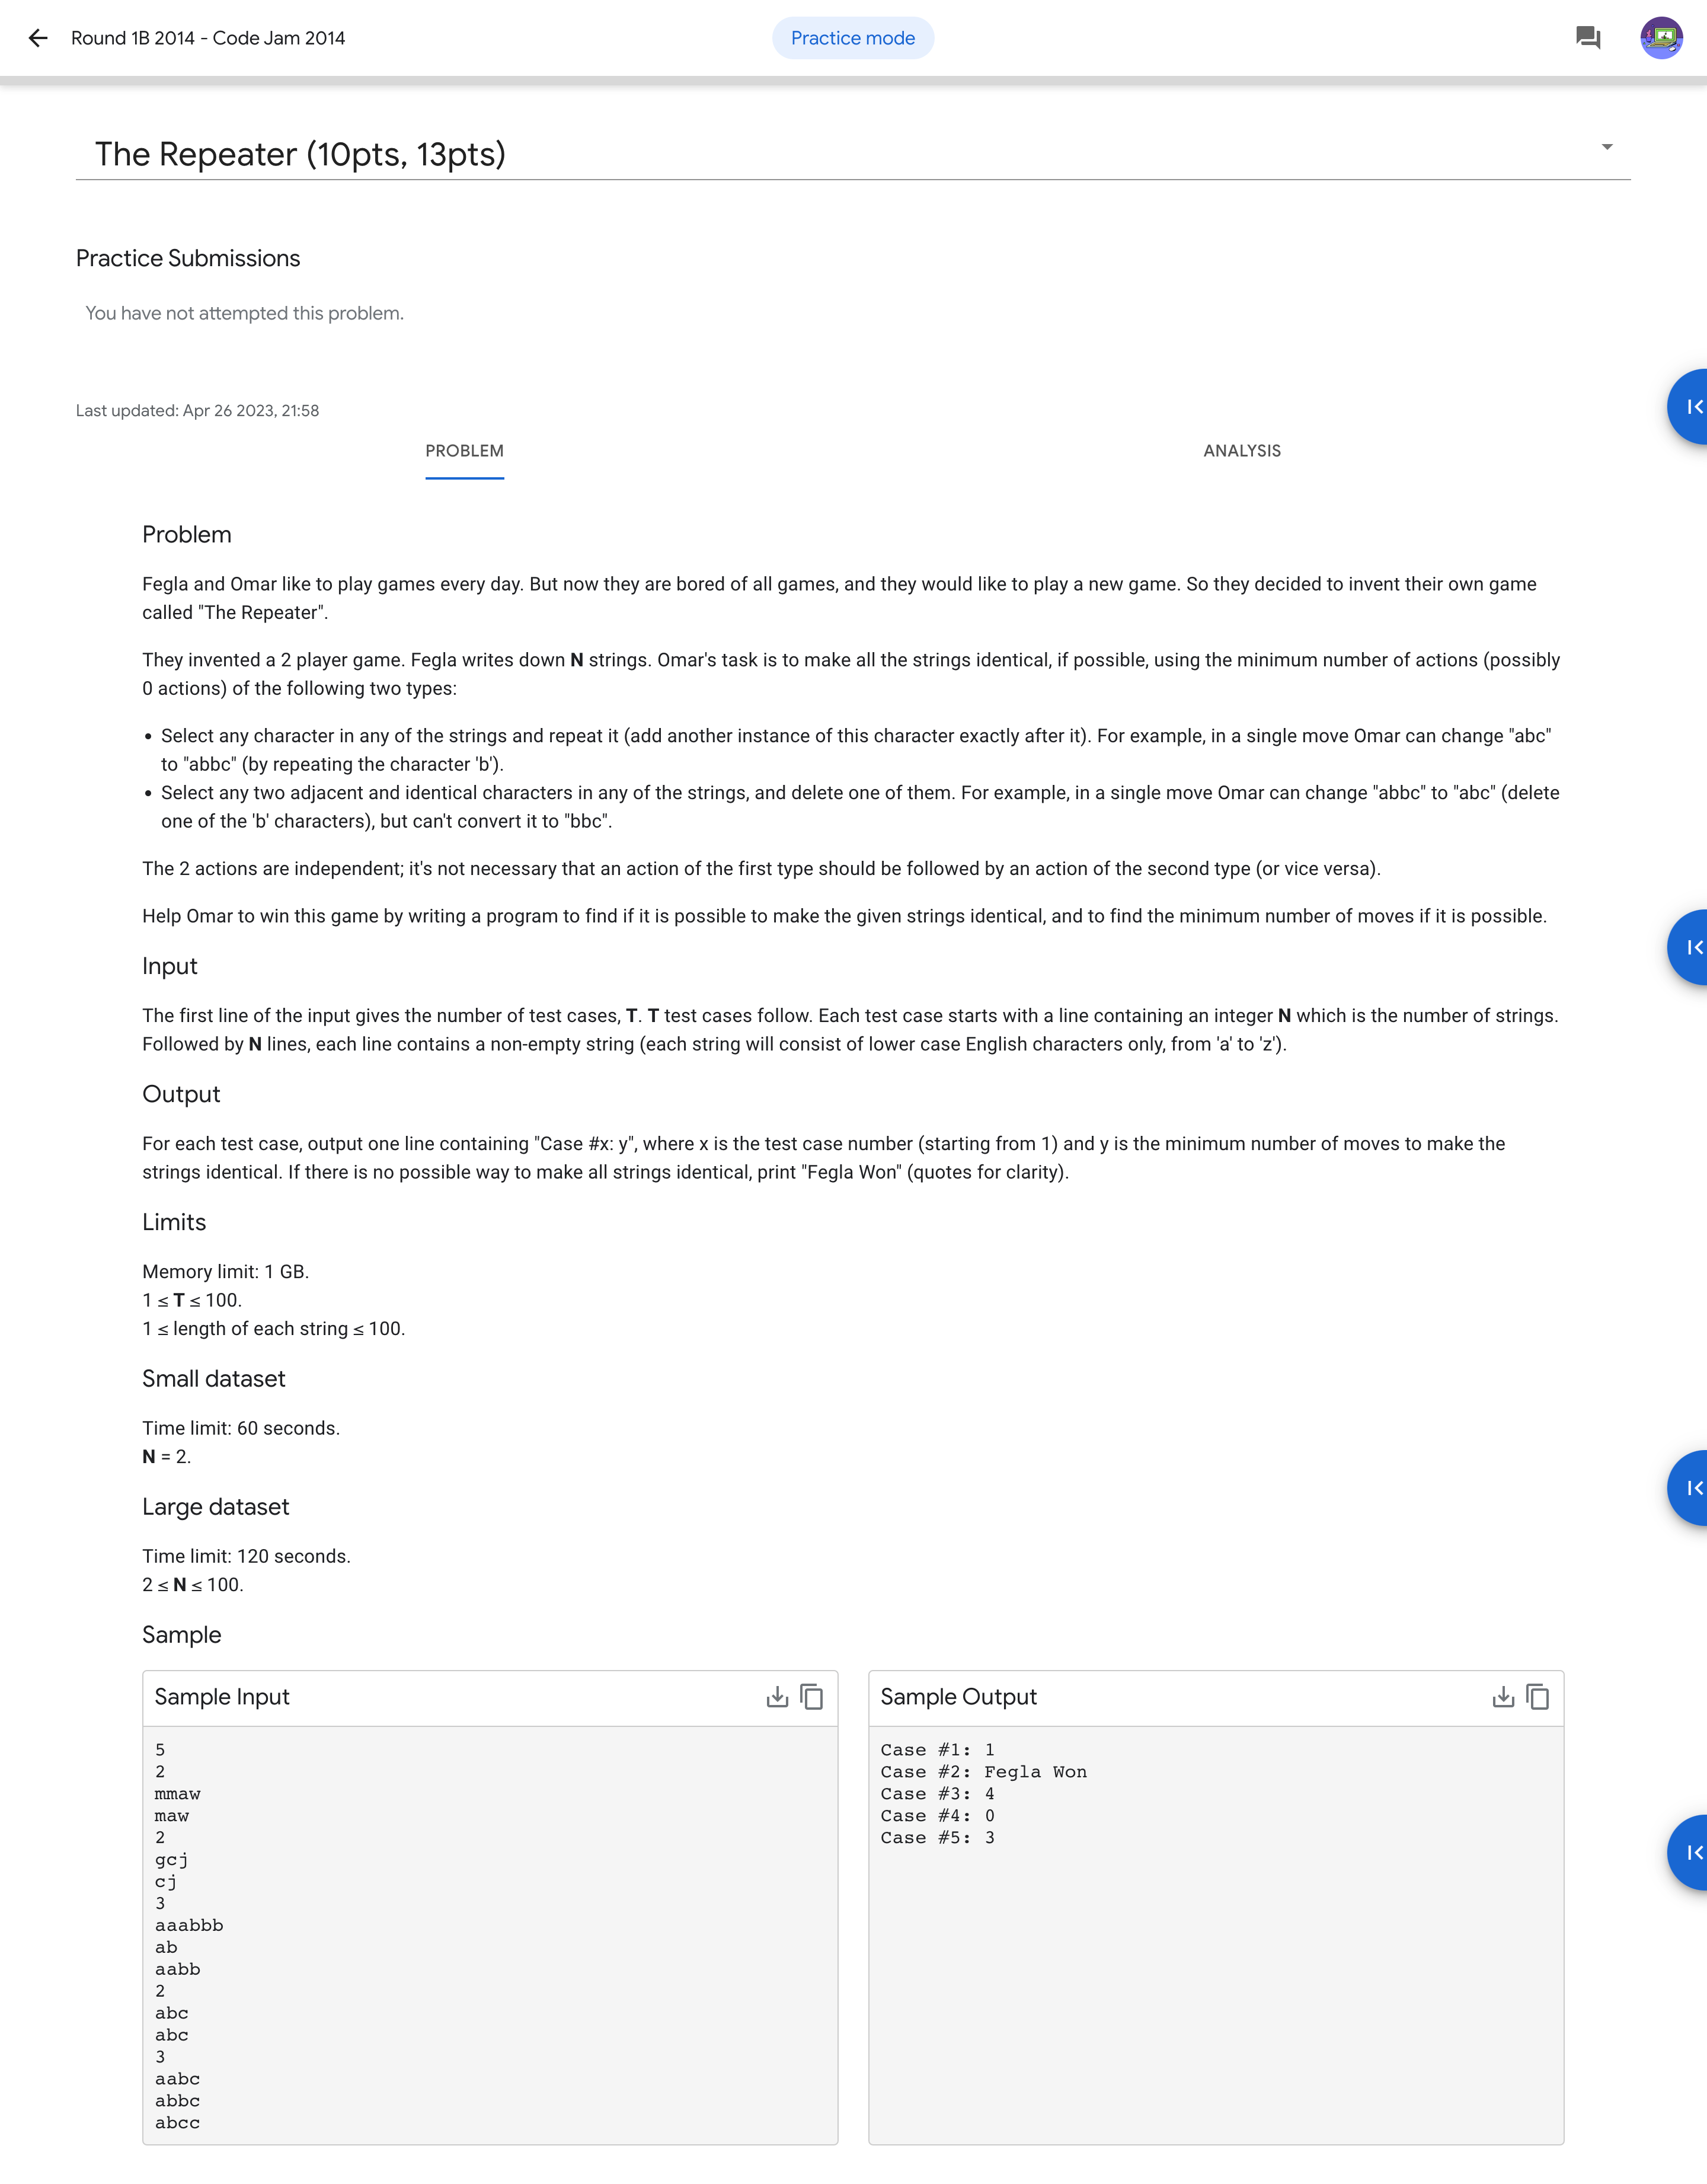 Round 1B 2014 - Code Jam 2014
Practice mode
The Repeater (10pts, 13pts)
Practice Submissions
You have not attempted this problem.
Last updated: Apr 26 2023, 21:58
PROBLEM
ANALYSIS
Problem
Fegla and Omar like to play games every day. But now they are bored of all games, and they would like to play a new game. So they decided to invent their own game
called "The Repeater".
They invented a 2 player game. Fegla writes down N strings. Omar's task is to make all the strings identical, if possible, using the minimum number of actions (possibly
0 actions) of the following two types:
• Select any character in any of the strings and repeat it (add another instance of this character exactly after it). For example, in a single move Omar can change "abc"
to "abbc" (by repeating the character 'b').
• Select any two adjacent and identical characters in any of the strings, and delete one of them. For example, in a single move Omar can change "abbc" to "abc" (delete
one of the 'b' characters), but can't convert it to "bbc".
The 2 actions are independent; it's not necessary that an action of the first type should be followed by an action of the second type (or vice versa).
Help Omar to win this game by writing a program to find if it is possible to make the given strings identical, and to find the minimum number of moves if it is possible.
Input
The first line of the input gives the number of test cases, T. T test cases follow. Each test case starts with a line containing an integer N which is the number of strings.
Followed by N lines, each line contains a non-empty string (each string will consist of lower case English characters only, from 'a' to 'z').
Output
For each test case, output one line containing "Case #x: y", where x is the test case number (starting from 1) and y is the minimum number of moves to make the
strings identical. If there is no possible way to make all strings identical, print "Fegla Won" (quotes for clarity).
Limits
Memory limit: 1 GB.
1 ≤ T ≤ 100.
1 ≤ length of each string ≤ 100.
Small dataset
Time limit: 60 seconds.
N = 2.
Large dataset
Time limit: 120 seconds.
2 ≤ N ≤ 100.
Sample
Sample Input
5
2
mmaw
maw
2
gcj
cj
3
aaabbb
ab
aabb
2
abc
abc
3
aabc
abbc
abcc
Sample Output
Case #1: 1
Case #2: Fegla Won
Case #3: 4
Case #4: 0
Case #5: 3